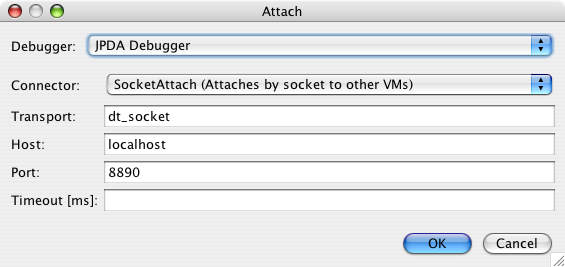 Attach
Debugger: JPDA Debugger
Connector: SocketAttach (Attaches by socket to other VMs)
Transport: dt_socket
Host: localhost
Port: 8890
Timeout [ms]:
OK Cancel